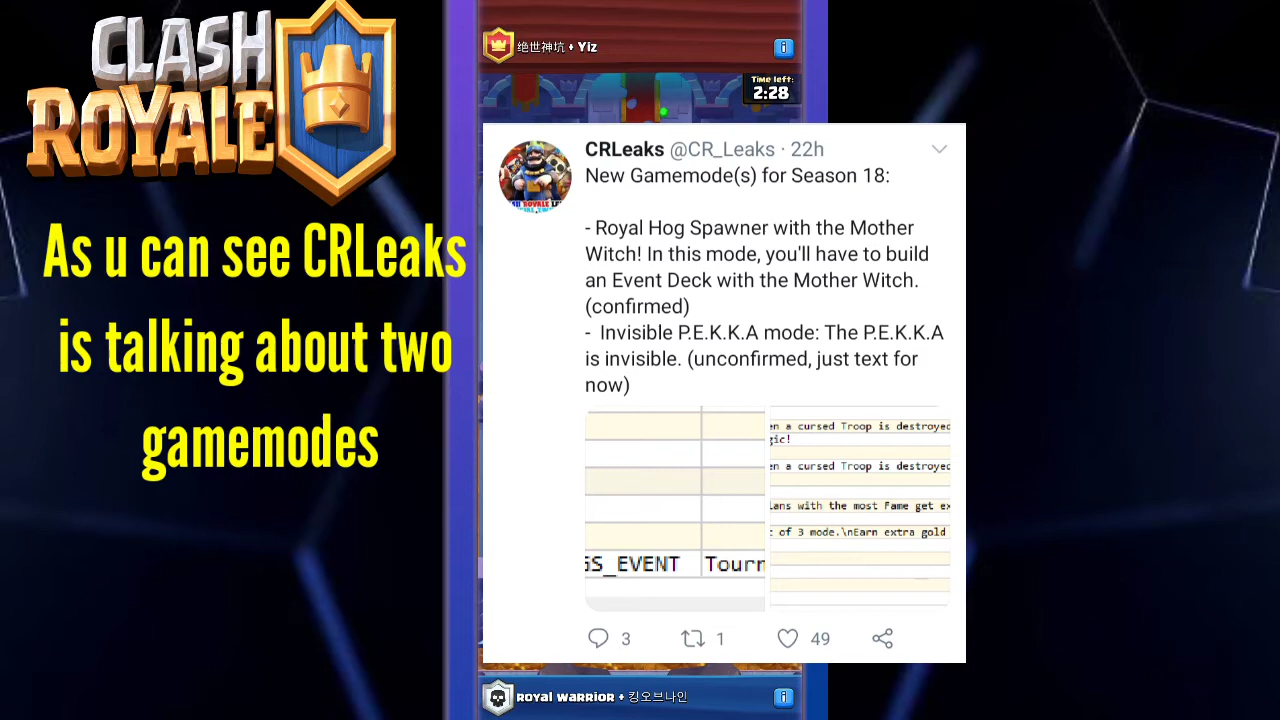 CLASH
ROYALE
As u can see CRLeaks
is talking about two
gamemodes
绝世神坑 + Yiz
Time left:
2:28
CRLeaks @CR_Leaks · 22h
New Gamemode(s) for Season 18:
- Royal Hog Spawner with the Mother
Witch! In this mode, you'll have to build
an Event Deck with the Mother Witch.
(confirmed)
- Invisible P.E.K.K.A mode: The P.E.K.K.A
is invisible. (unconfirmed, just text for
now)
GS_EVENT Tourn
en a cursed Troop is destroyed
gic!
en a cursed Troop is destroyed
lans with the most Fame get ex
of 3 mode.\nEarn extra gold
3 1 49
Royal Warrior + 킹오브나인